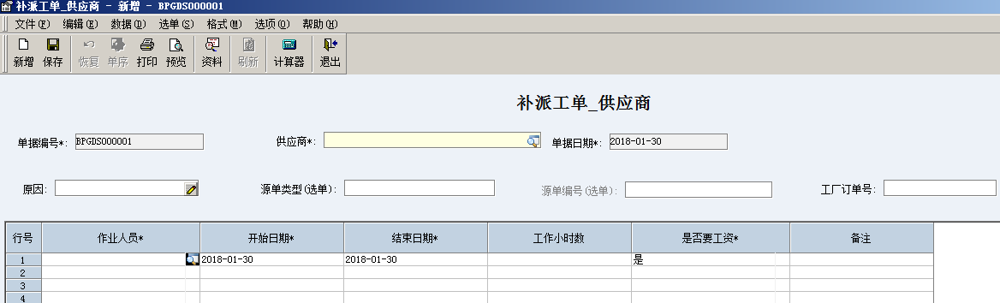 补派工单_供应商 - 新增 - BPGDS000001
文件(F) 编辑(E) 数据(D) 选单(S) 格式(M) 选项(O) 帮助(H)
新增 保存 恢复 单序 打印 预览 资料 刷新 计算器 退出
补派工单_供应商
单据编号*: BPGDS000001 供应商*: 单据日期*: 2018-01-30
原因: 源单类型(选单): 源单编号(选单): 工厂订单号:
行号 作业人员* 开始日期* 结束日期* 工作小时数 是否要工资* 备注
1 2018-01-30 2018-01-30 是
2
3
4